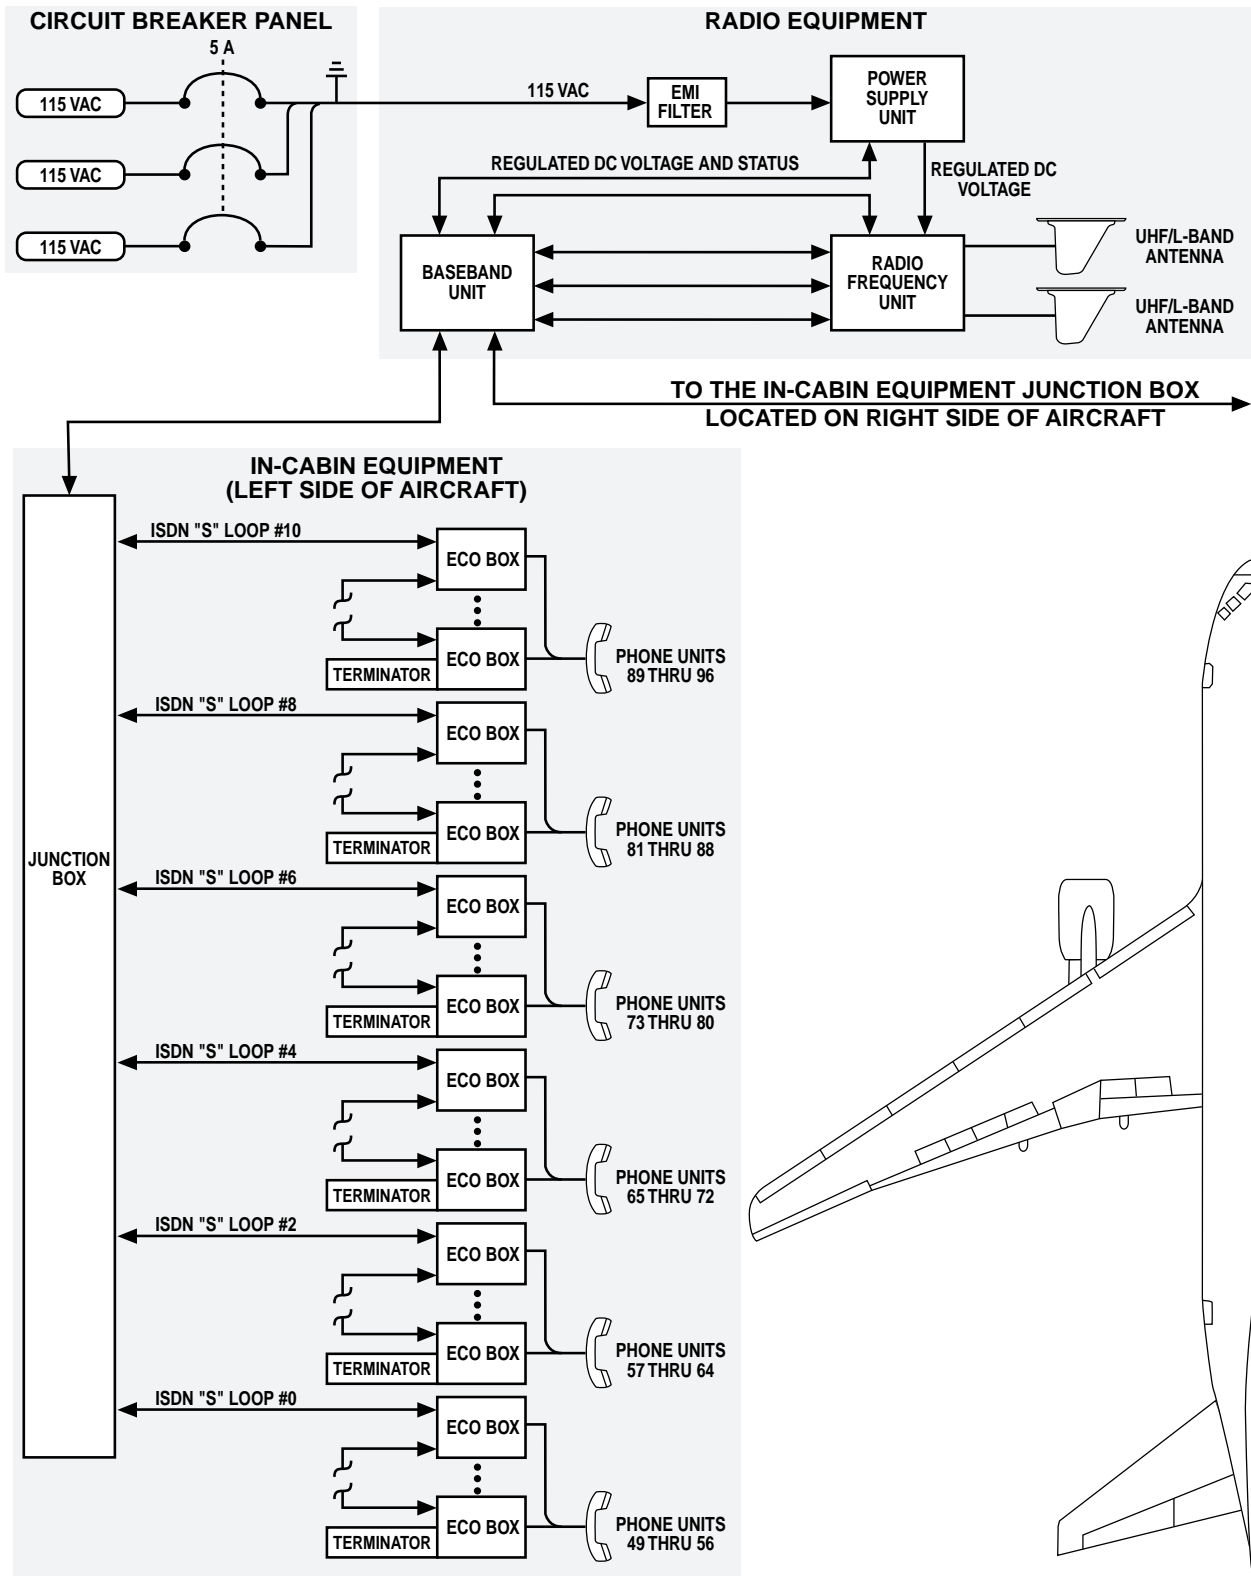 CIRCUIT BREAKER PANEL
5 A
115 VAC
115 VAC
115 VAC
RADIO EQUIPMENT
115 VAC
EMI
FILTER
POWER
SUPPLY
UNIT
REGULATED DC VOLTAGE AND STATUS
REGULATED DC
VOLTAGE
BASEBAND
UNIT
RADIO
FREQUENCY
UNIT
UHF/L-BAND
ANTENNA
UHF/L-BAND
ANTENNA
TO THE IN-CABIN EQUIPMENT JUNCTION BOX
LOCATED ON RIGHT SIDE OF AIRCRAFT
IN-CABIN EQUIPMENT
(LEFT SIDE OF AIRCRAFT)
JUNCTION
BOX
ISDN "S" LOOP #10
ECO BOX
ECO BOX
TERMINATOR
PHONE UNITS
89 THRU 96
ISDN "S" LOOP #8
ECO BOX
ECO BOX
TERMINATOR
PHONE UNITS
81 THRU 88
ISDN "S" LOOP #6
ECO BOX
ECO BOX
TERMINATOR
PHONE UNITS
73 THRU 80
ISDN "S" LOOP #4
ECO BOX
ECO BOX
TERMINATOR
PHONE UNITS
65 THRU 72
ISDN "S" LOOP #2
ECO BOX
ECO BOX
TERMINATOR
PHONE UNITS
57 THRU 64
ISDN "S" LOOP #0
ECO BOX
ECO BOX
TERMINATOR
PHONE UNITS
49 THRU 56